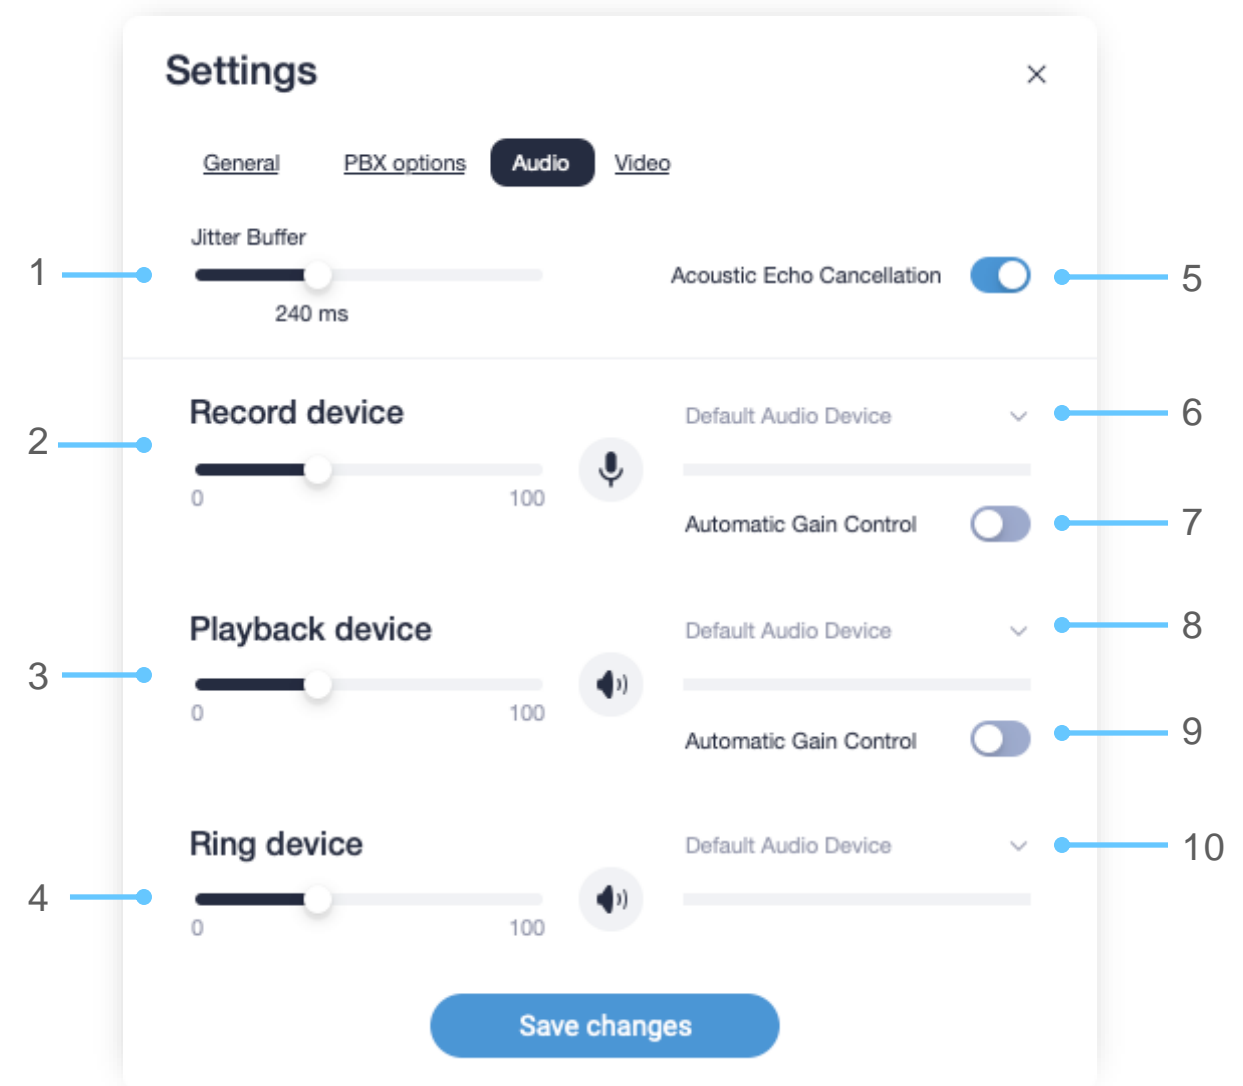 Settings
General PBX options Audio Video
Jitter Buffer
1 Acoustic Echo Cancellation 5
240 ms
Record device Default Audio Device 6
2
0 100
Automatic Gain Control 7
Playback device Default Audio Device 8
3
0 100
Automatic Gain Control 9
Ring device Default Audio Device 10
4
0 100
Save changes